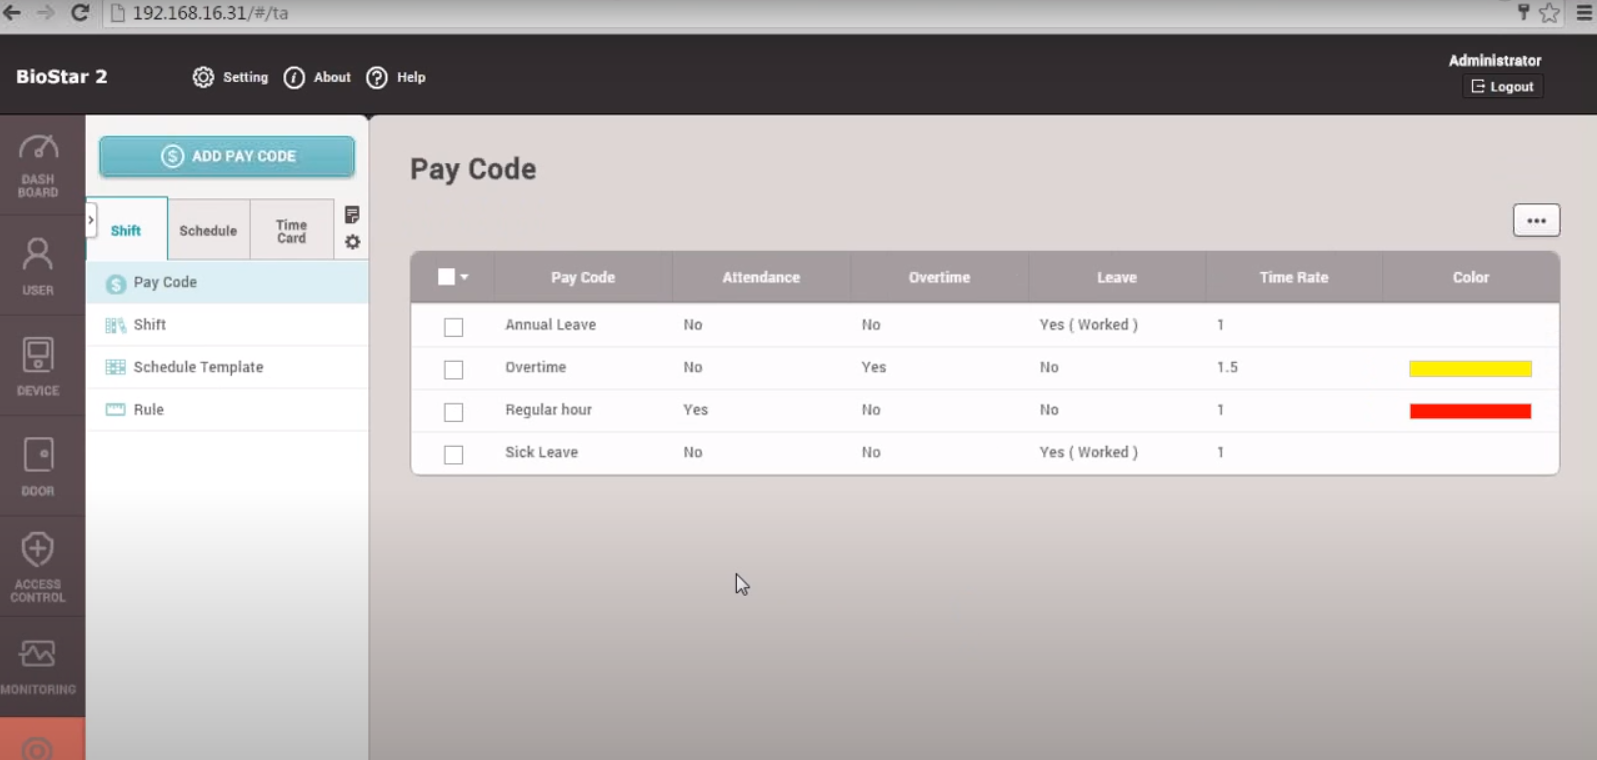 192.168.16.31/#/ta
BioStar 2
Setting
About
Help
Administrator
Logout
DASH
BOARD
USER
DEVICE
DOOR
ACCESS
CONTROL
MONITORING
ADD PAY CODE
Shift
Schedule
Time
Card
Pay Code
Shift
Schedule Template
Rule
Pay Code
Pay Code Attendance Overtime Leave Time Rate Color
Annual Leave No No Yes ( Worked ) 1
Overtime No Yes No 1.5
Regular hour Yes No No 1
Sick Leave No No Yes ( Worked ) 1